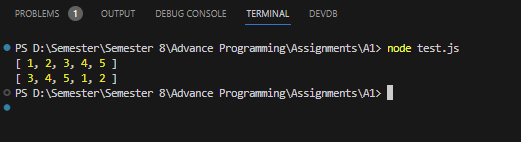 PROBLEMS 1 OUTPUT DEBUG CONSOLE TERMINAL DEVDB
PS D:\Semester\Semester 8\Advance Programming\Assignments\A1> node test.js
[ 1, 2, 3, 4, 5 ]
[ 3, 4, 5, 1, 2 ]
PS D:\Semester\Semester 8\Advance Programming\Assignments\A1>